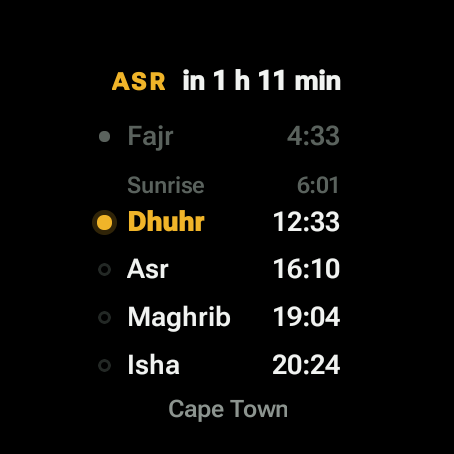 ASR in 1 h 11 min
Fajr 4:33
Sunrise 6:01
Dhuhr 12:33
Asr 16:10
Maghrib 19:04
Isha 20:24
Cape Town